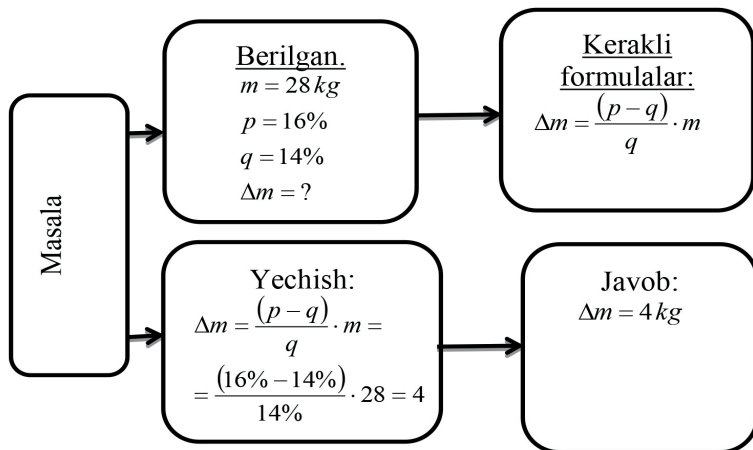 Masala
Berilgan.
m = 28 kg
p = 16%
q = 14%
Δm = ?
Kerakli
formulalar:
Δm = (p − q)/q · m
Yechish:
Δm = (p − q)/q · m =
= (16% − 14%)/14% · 28 = 4
Javob:
Δm = 4 kg